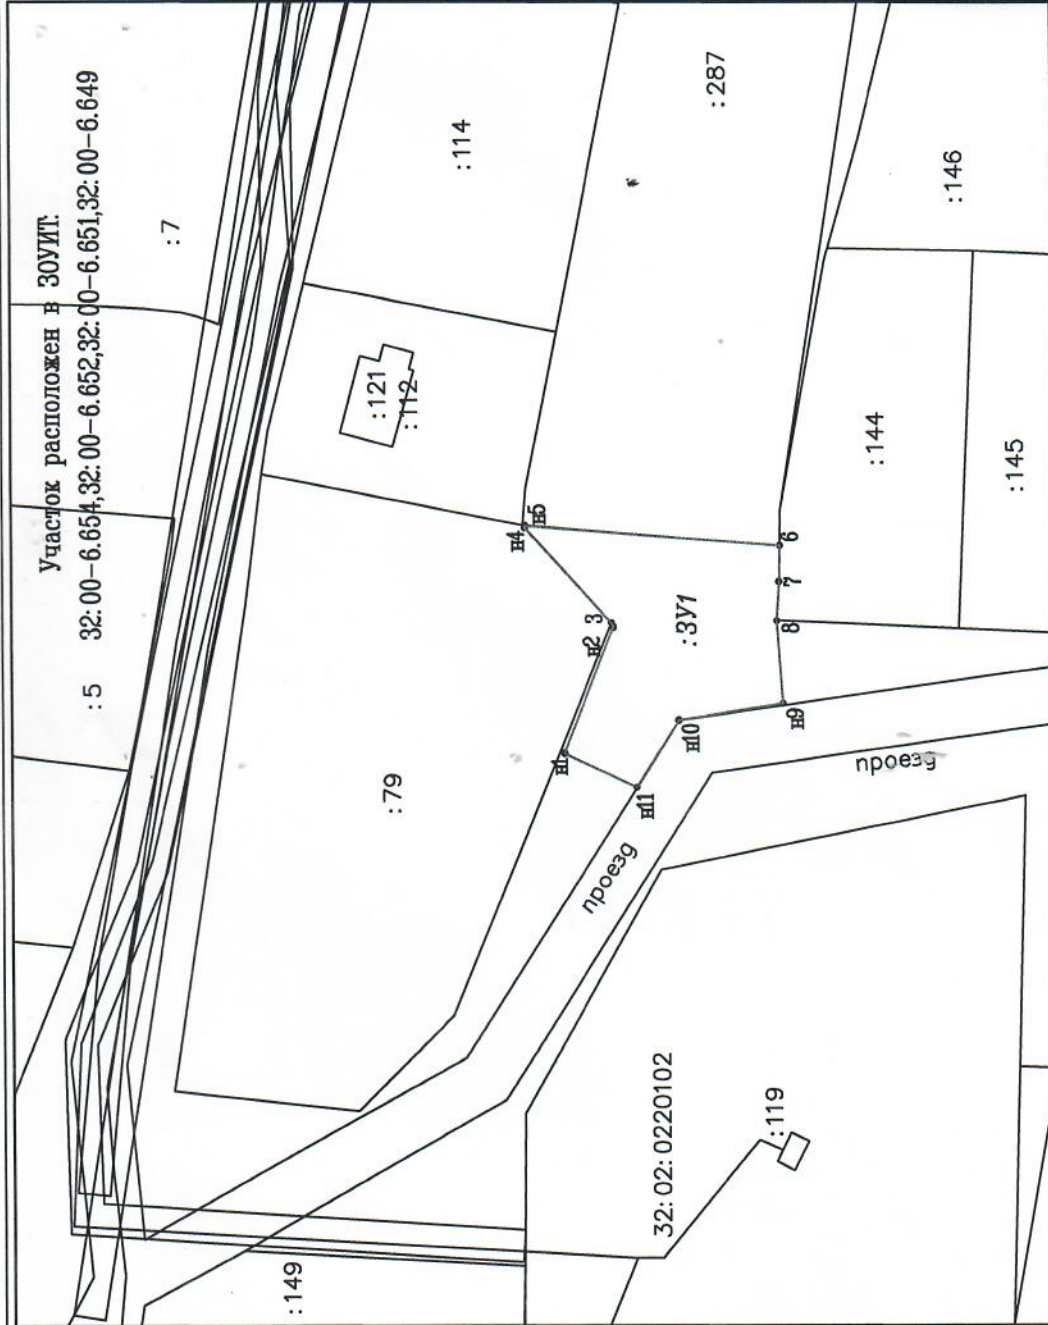 Участок расположен в ЗОУИТ:
:5 32:00-6.654,32:00-6.652,32:00-6.651,32:00-6.649
:7
:114
:287
:146
:121
:112
:144
:145
:79
н4
н5
н2
3
:ЗУ1
6
7
8
н1
н11
н10
н9
проезд
проезд
32:02:0220102
:119
:149